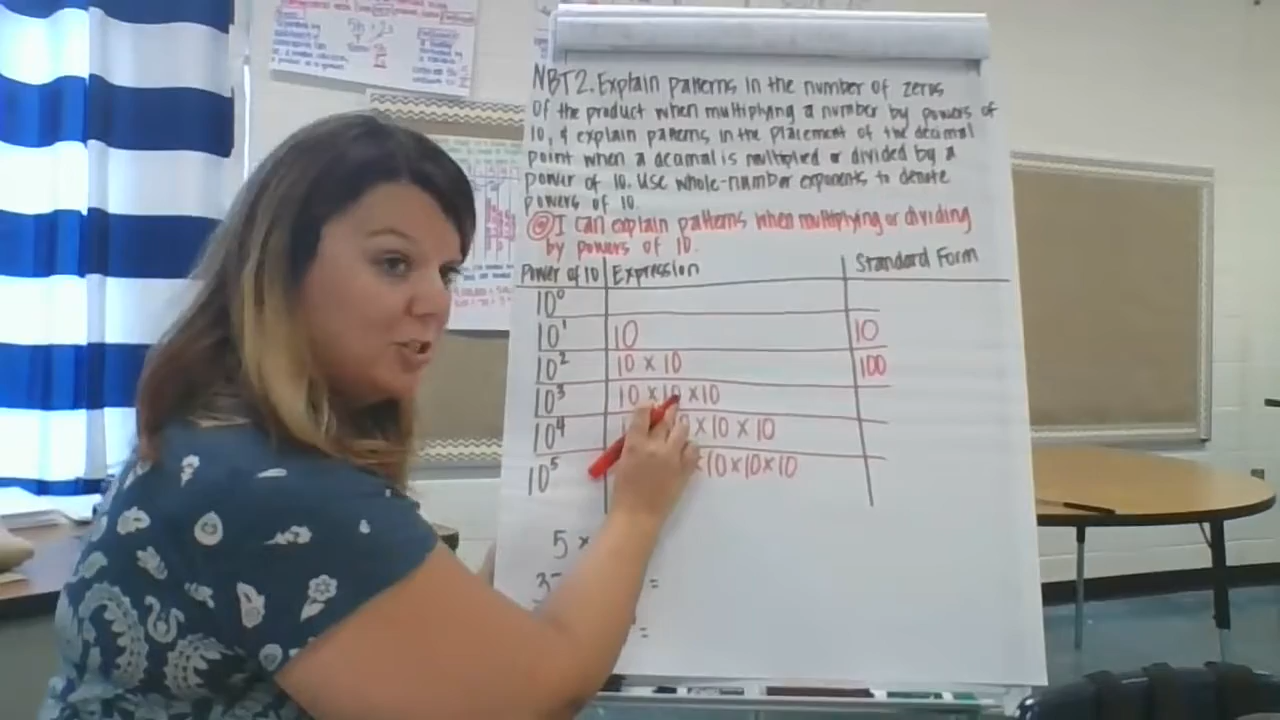 NBT2. Explain patterns in the number of zeros
of the product when multiplying a number by powers of
10, & explain patterns in the placement of the decimal
point when a decamal is multiplied or divided by a
power of 10. Use whole-number exponents to denote
powers of 10.
I can explain patterns when multiplying or dividing
by powers of 10.
Power of 10 Expression Standard Form
10⁰
10¹ 10 10
10² 10 × 10 100
10³ 10 × 10 × 10
10⁴ × 10 × 10
10⁵ × 10 × 10 × 10
5 ×
=
=